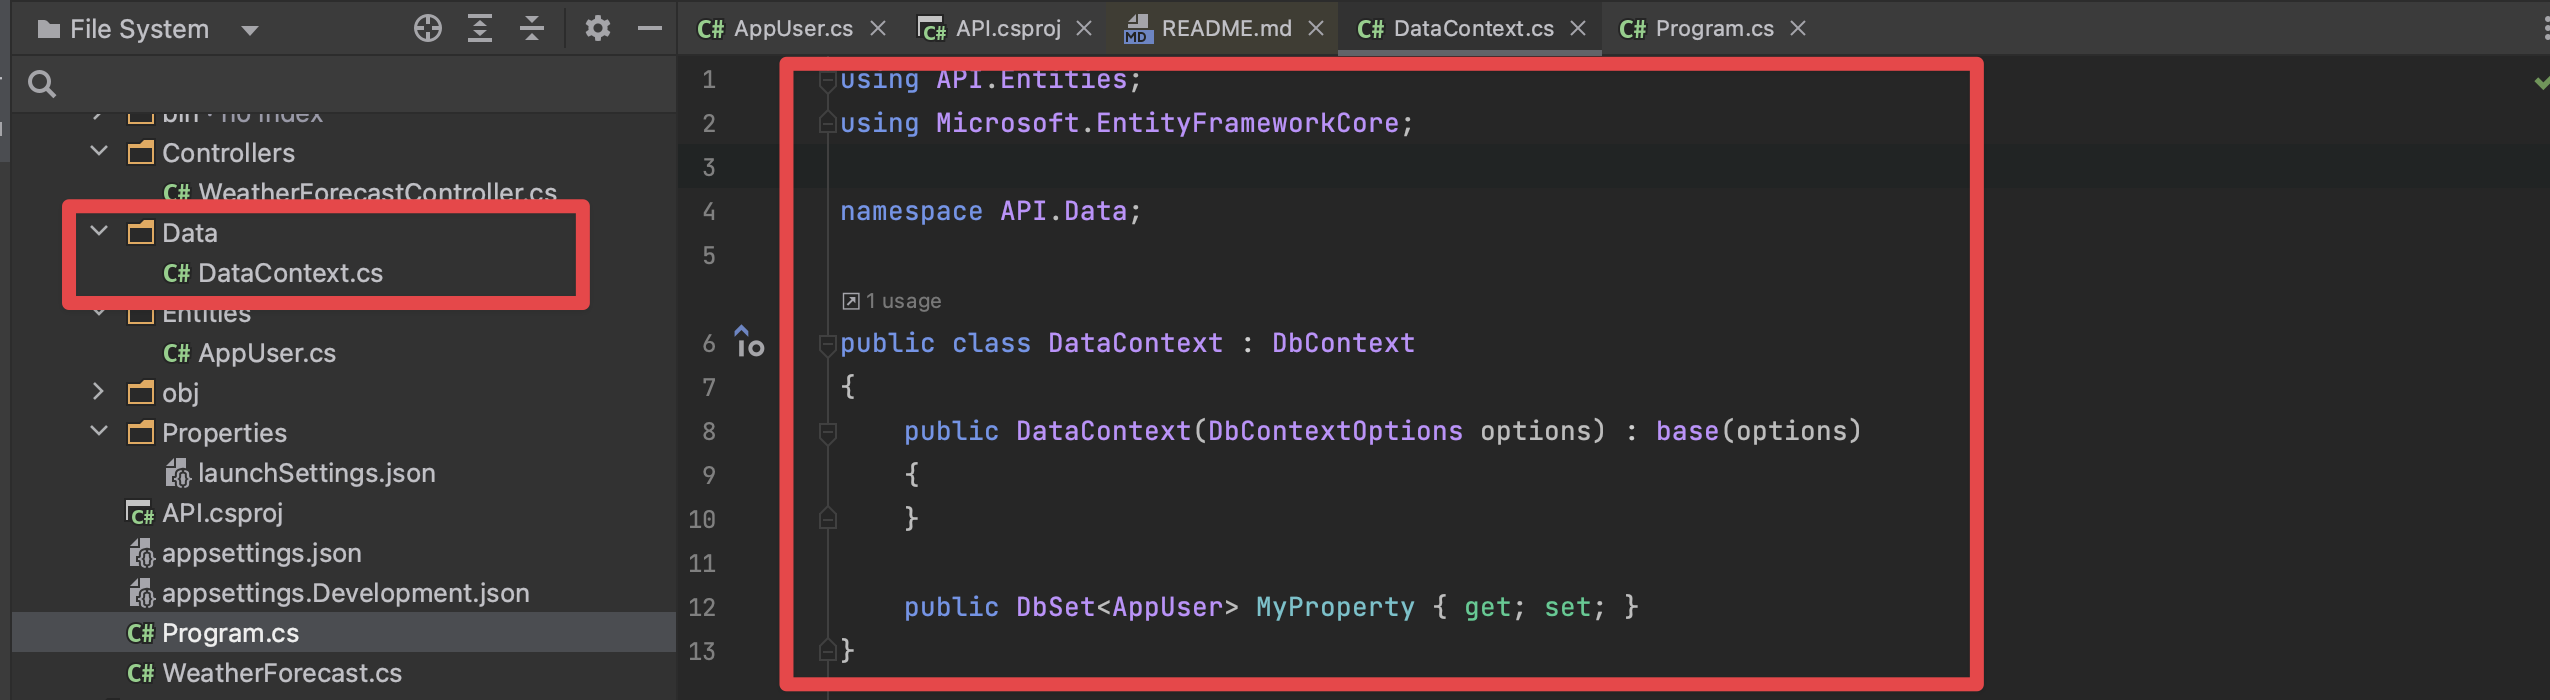 File System
AppUser.cs
API.csproj
README.md
DataContext.cs
Program.cs
bin · no index
Controllers
C# WeatherForecastController.cs
Data
C# DataContext.cs
Entities
C# AppUser.cs
obj
Properties
launchSettings.json
API.csproj
appsettings.json
appsettings.Development.json
C# Program.cs
C# WeatherForecast.cs
1 using API.Entities;
2 using Microsoft.EntityFrameworkCore;
3
4 namespace API.Data;
5
1 usage
6 public class DataContext : DbContext
7 {
8 public DataContext(DbContextOptions options) : base(options)
9 {
10 }
11
12 public DbSet<AppUser> MyProperty { get; set; }
13 }